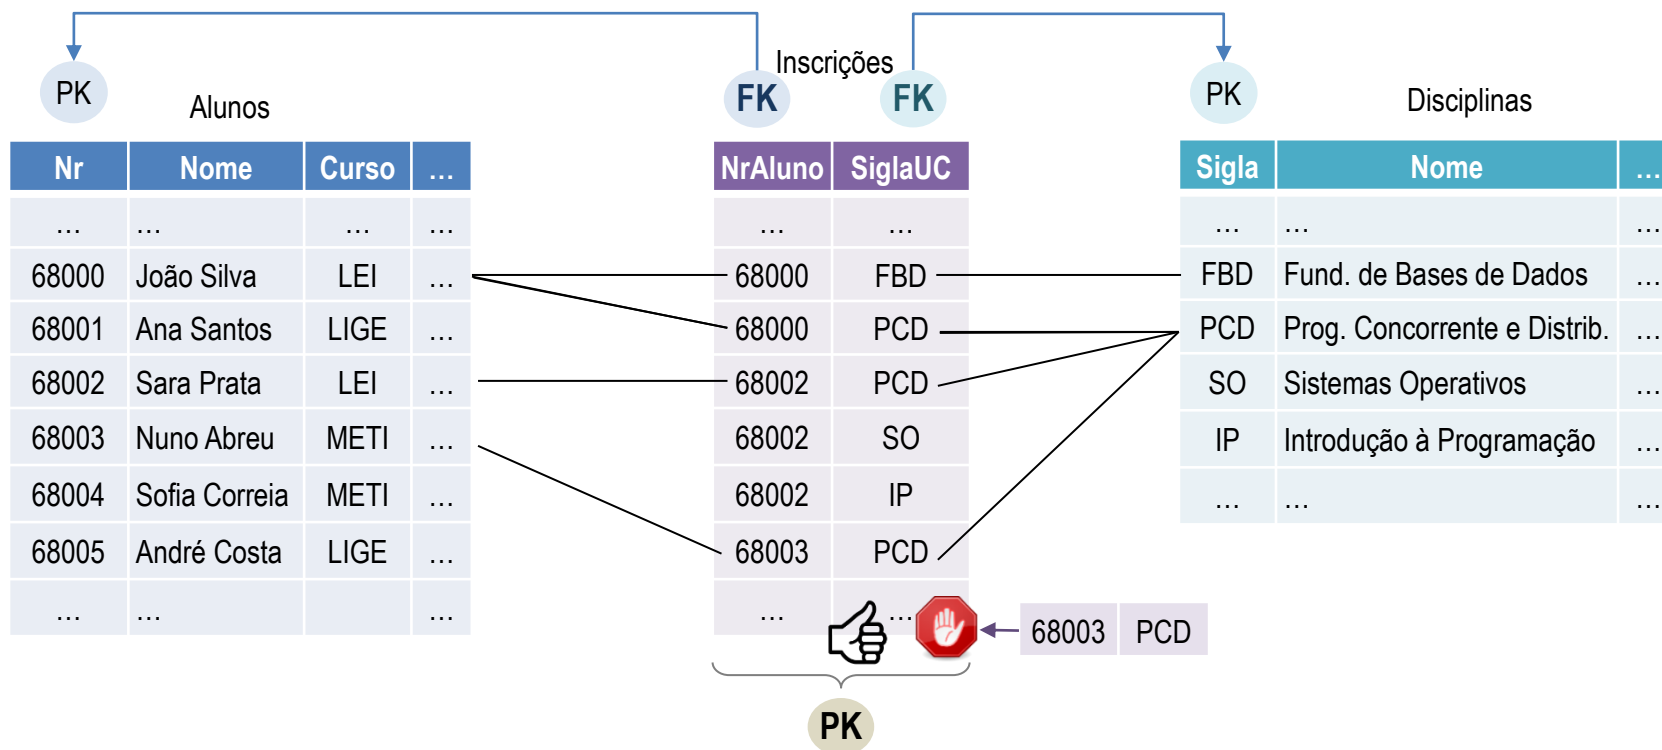 Inscrições
PK FK FK PK
Alunos Disciplinas
Nr Nome Curso …
… … … …
68000 João Silva LEI …
68001 Ana Santos LIGE …
68002 Sara Prata LEI …
68003 Nuno Abreu METI …
68004 Sofia Correia METI …
68005 André Costa LIGE …
… … …
NrAluno SiglaUC
… …
68000 FBD
68000 PCD
68002 PCD
68002 SO
68002 IP
68003 PCD
… …
68003 PCD
PK
Sigla Nome …
… … …
FBD Fund. de Bases de Dados …
PCD Prog. Concorrente e Distrib. …
SO Sistemas Operativos …
IP Introdução à Programação …
… … …